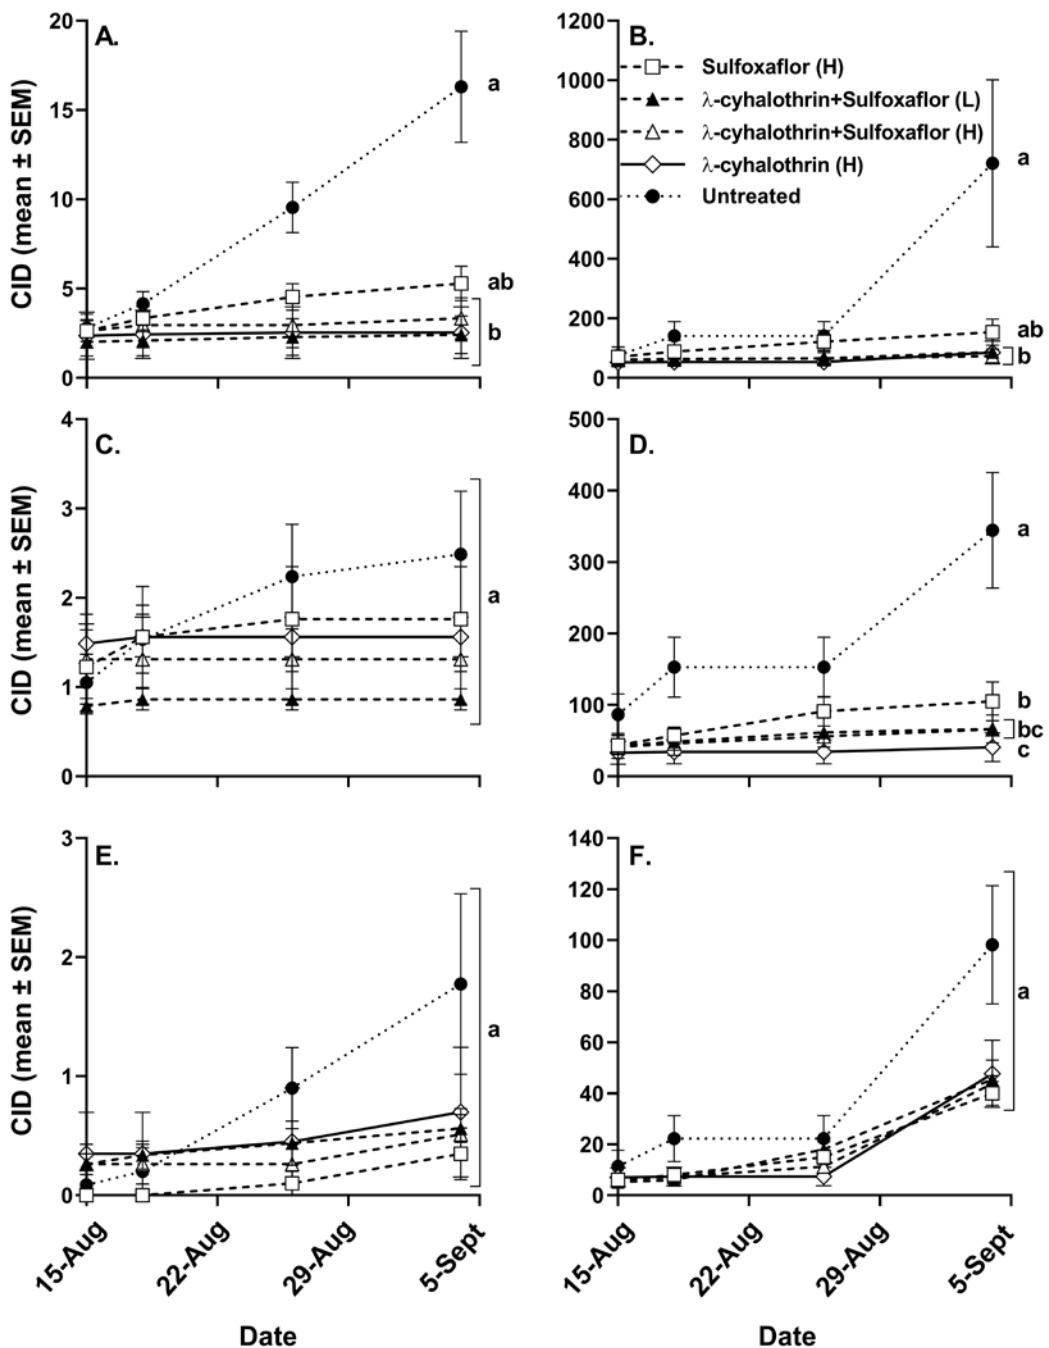 A.
CID (mean ± SEM)
20
15
10
5
0
a
ab
b
B.
1200
1000
800
600
400
200
0
Sulfoxaflor (H)
λ-cyhalothrin+Sulfoxaflor (L)
λ-cyhalothrin+Sulfoxaflor (H)
λ-cyhalothrin (H)
Untreated
a
ab
b
C.
CID (mean ± SEM)
4
3
2
1
0
a
D.
500
400
300
200
100
0
a
b
bc
c
E.
CID (mean ± SEM)
3
2
1
0
a
15-Aug
22-Aug
29-Aug
5-Sept
Date
F.
140
120
100
80
60
40
20
0
a
15-Aug
22-Aug
29-Aug
5-Sept
Date